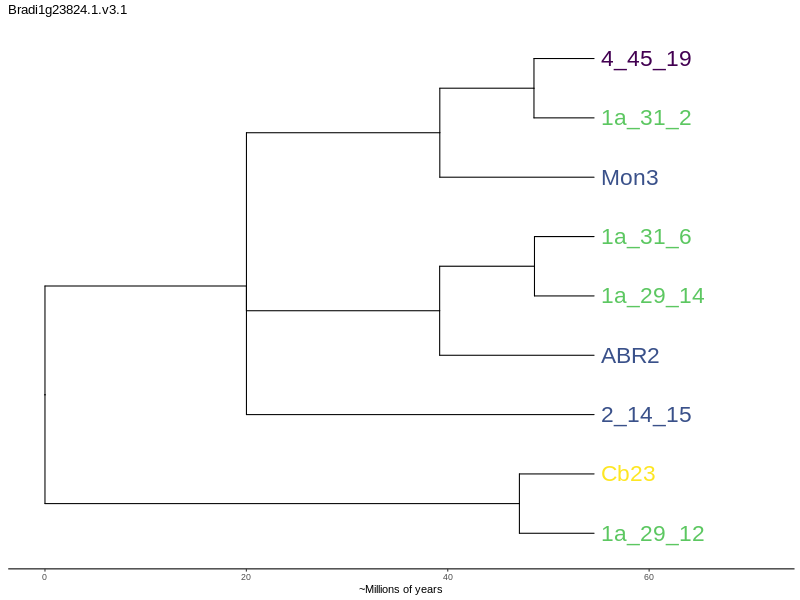 Bradi1g23824.1.v3.1
4_45_19
1a_31_2
Mon3
1a_31_6
1a_29_14
ABR2
2_14_15
Cb23
1a_29_12
0 20 40 60
~Millions of years